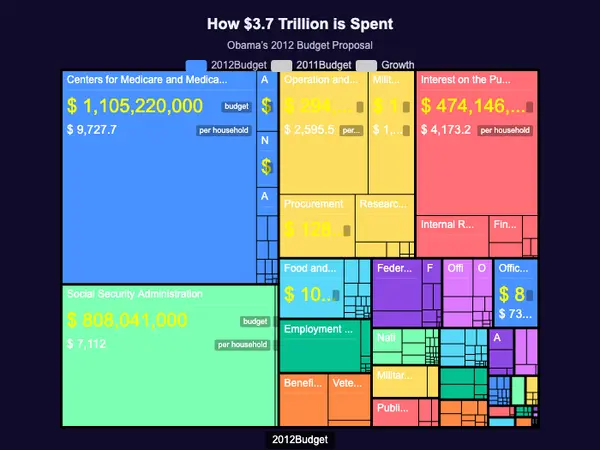 How $3.7 Trillion is Spent
Obama's 2012 Budget Proposal
2012Budget 2011Budget Growth
Centers for Medicare and Medica...
$ 1,105,220,000 budget
$ 9,727.7 per household
A
$
N
$
A
Operation and...
$ 294...
$ 2,595.5 per...
Milit...
$ 1...
$ 1,...
Interest on the Pu...
$ 474,146,...
$ 4,173.2 per household
Procurement
$ 128...
Researc...
Internal R...
Fin...
Social Security Administration
$ 808,041,000 budget
$ 7,112 per household
Food and...
$ 10...
Feder...
F
Offi
O
Offic...
$ 8
$ 73...
Employment ...
Nati
A
Benefi...
Vete...
Militar...
Publi...
2012Budget